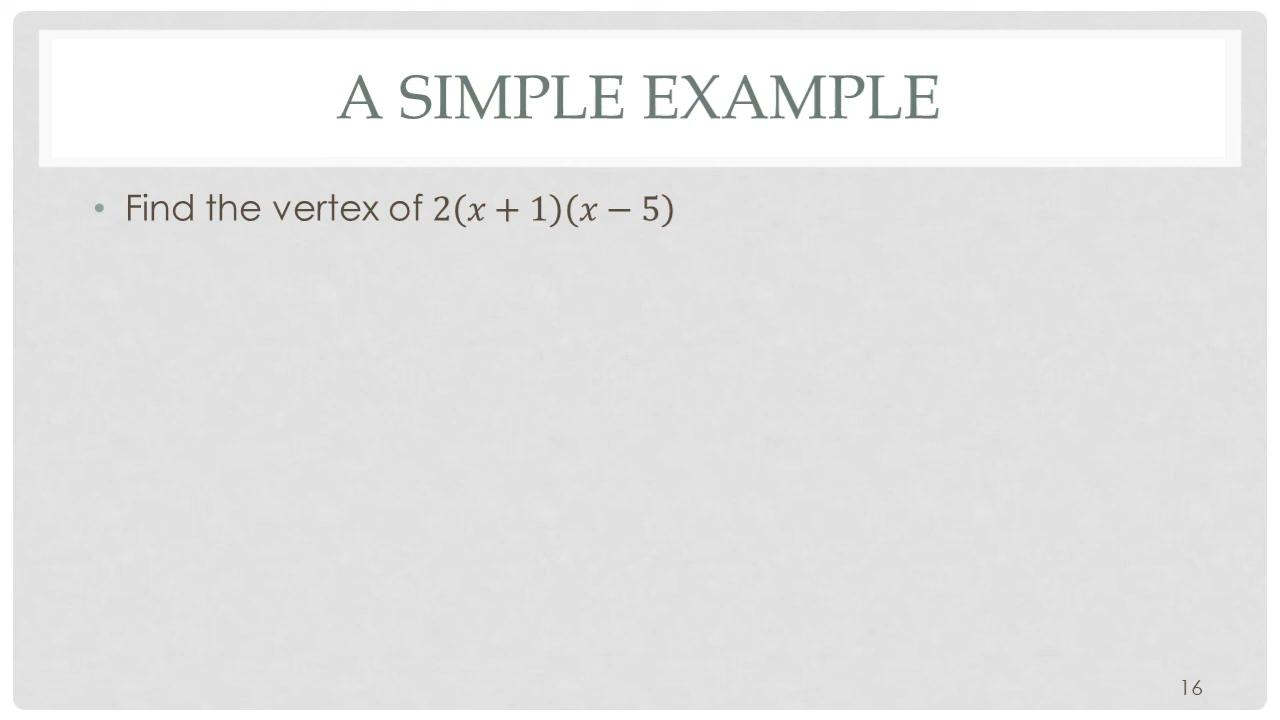 A SIMPLE EXAMPLE
• Find the vertex of 2(𝑥 + 1)(𝑥 − 5)
16